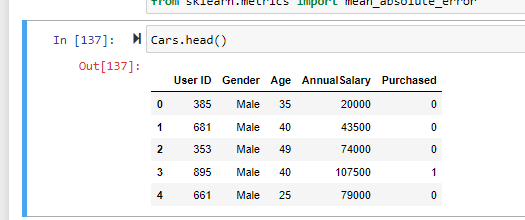 from sklearn.metrics import mean_absolute_error
In [137]: Cars.head()
Out[137]:
User ID Gender Age AnnualSalary Purchased
0 385 Male 35 20000 0
1 681 Male 40 43500 0
2 353 Male 49 74000 0
3 895 Male 40 107500 1
4 661 Male 25 79000 0